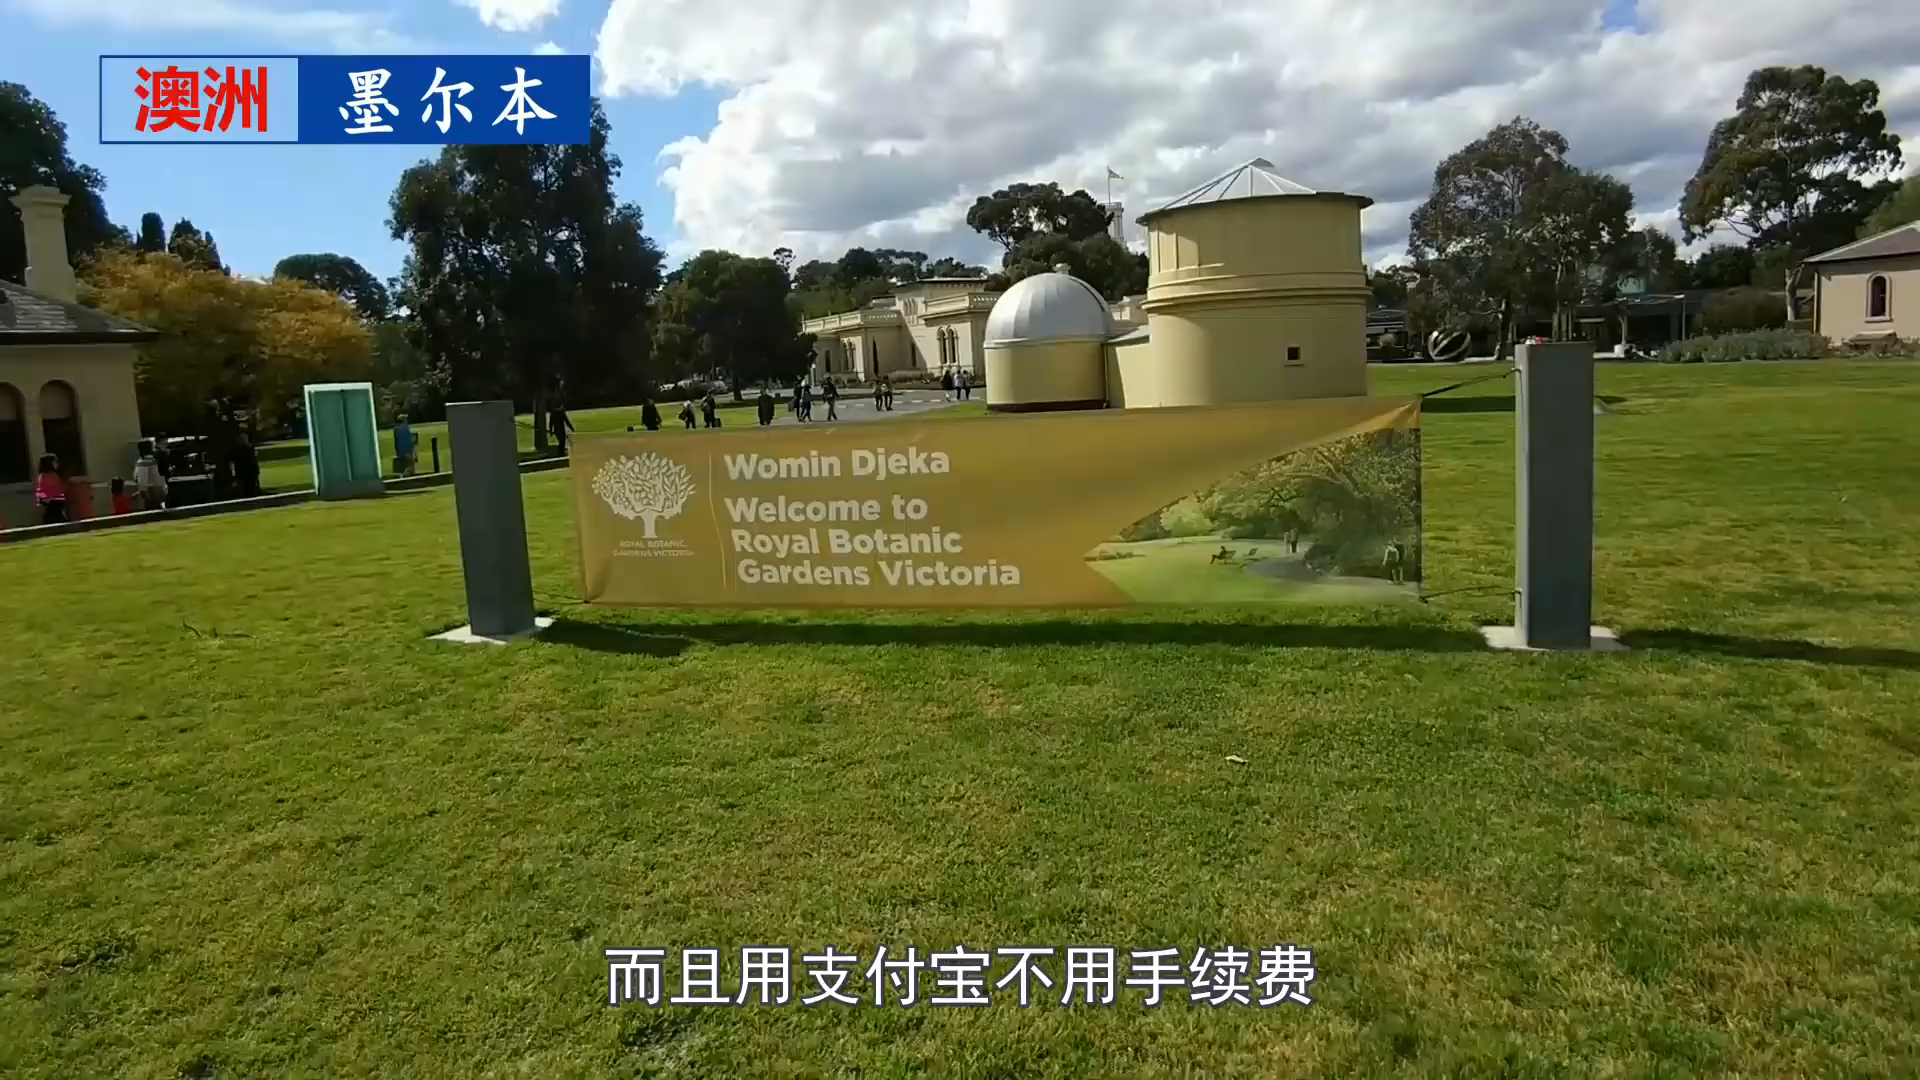 澳洲 墨尔本
Womin Djeka
Welcome to
Royal Botanic
Gardens Victoria
ROYAL BOTANIC
GARDENS VICTORIA
而且用支付宝不用手续费